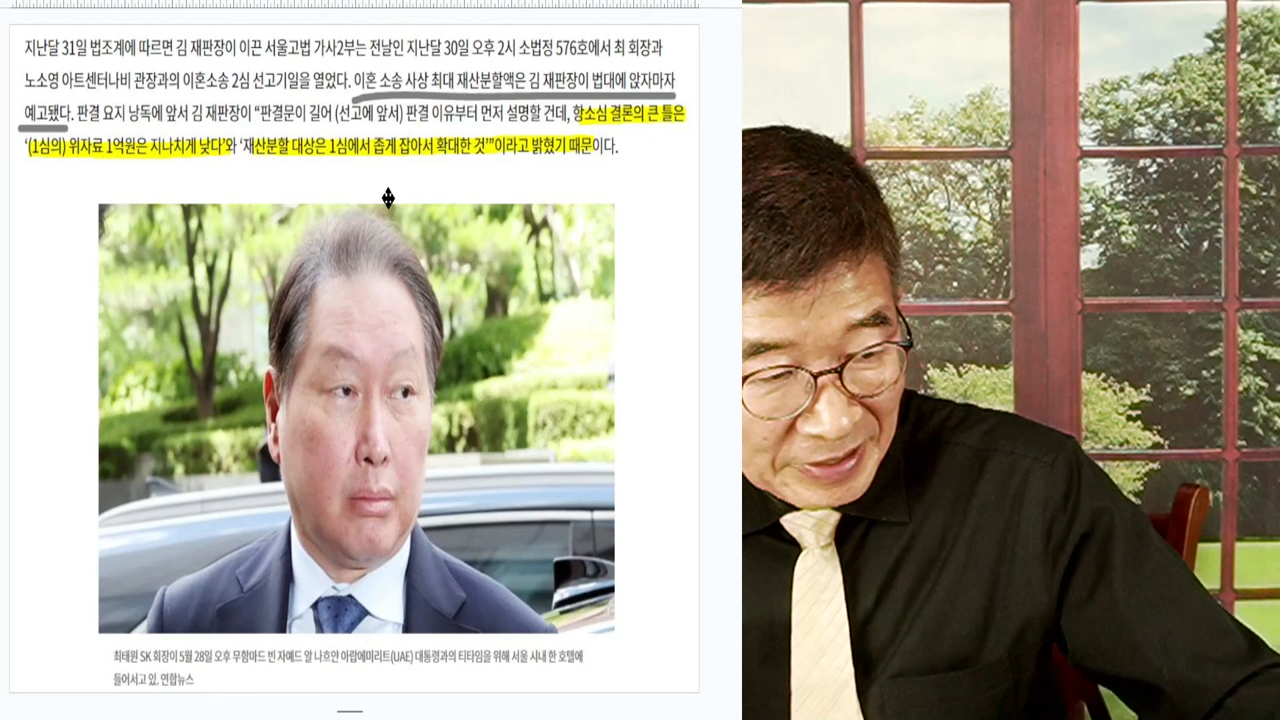 지난달 31일 법조계에 따르면 김 재판장이 이끈 서울고법 가사2부는 전날인 지난달 30일 오후 2시 소법정 576호에서 최 회장과
노소영 아트센터나비 관장과의 이혼소송 2심 선고기일을 열었다. 이혼 소송 사상 최대 재산분할액은 김 재판장이 법대에 앉자마자
예고됐다. 판결 요지 낭독에 앞서 김 재판장이 “판결문이 길어 (선고에 앞서) 판결 이유부터 먼저 설명할 건데, 항소심 결론의 큰 틀은
‘(1심의) 위자료 1억원은 지나치게 낮다’와 ‘재산분할 대상은 1심에서 좁게 잡아서 확대한 것’”이라고 밝혔기 때문이다.
최태원 SK 회장이 5월 28일 오후 무함마드 빈 자예드 알 나흐얀 아랍에미리트(UAE) 대통령과의 티타임을 위해 서울 시내 한 호텔에
들어서고 있. 연합뉴스